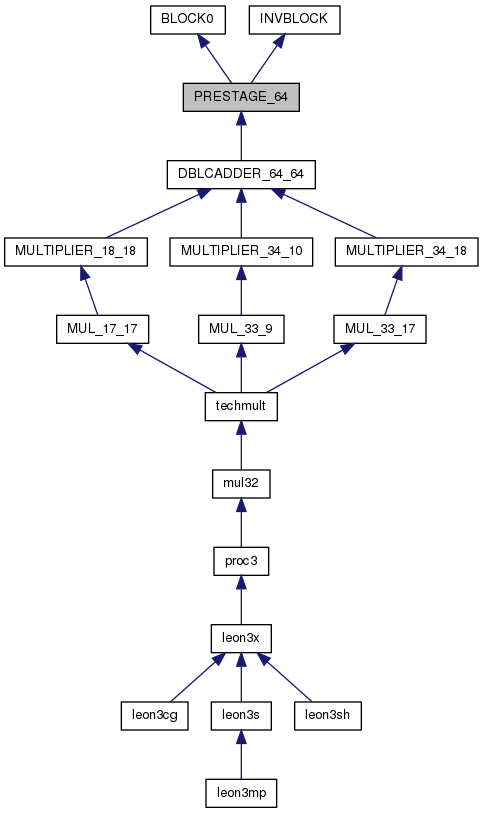 BLOCK0 INVBLOCK
PRESTAGE_64
DBLCADDER_64_64
MULTIPLIER_18_18 MULTIPLIER_34_10 MULTIPLIER_34_18
MUL_17_17 MUL_33_9 MUL_33_17
techmult
mul32
proc3
leon3x
leon3cg leon3s leon3sh
leon3mp